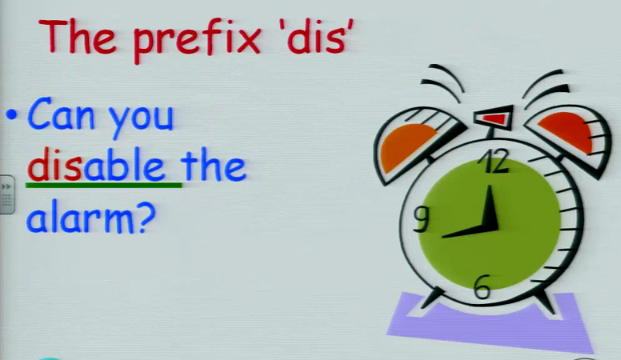 The prefix 'dis'
• Can you
disable the
alarm?
12
9
6